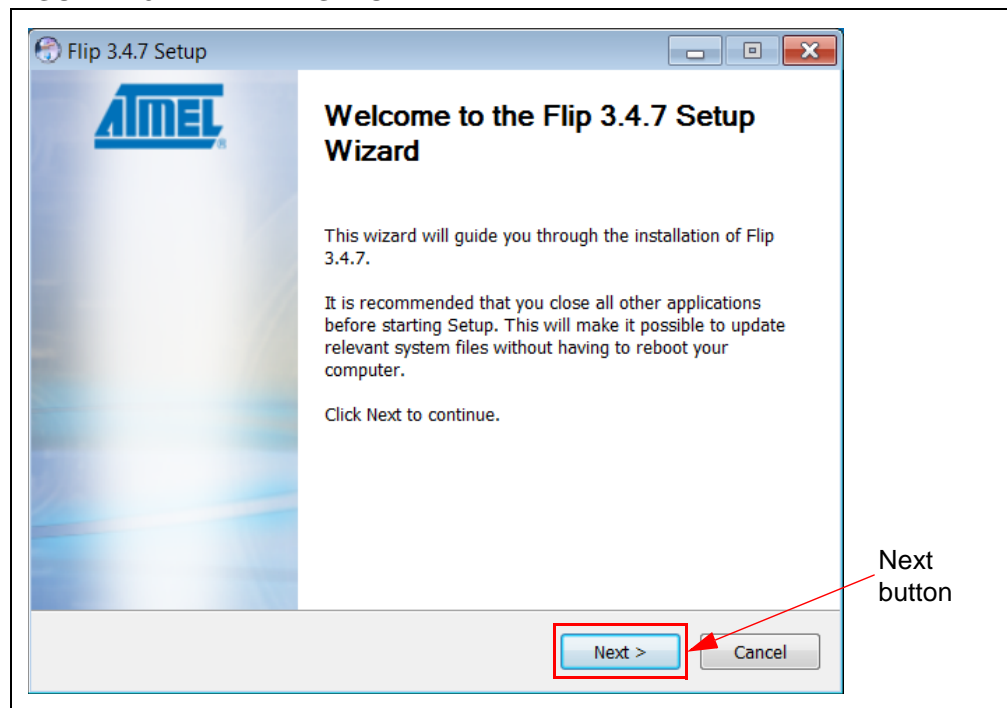 Flip 3.4.7 Setup
ATMEL
®
Welcome to the Flip 3.4.7 Setup
Wizard
This wizard will guide you through the installation of Flip
3.4.7.
It is recommended that you close all other applications
before starting Setup. This will make it possible to update
relevant system files without having to reboot your
computer.
Click Next to continue.
Next
button
Next >
Cancel